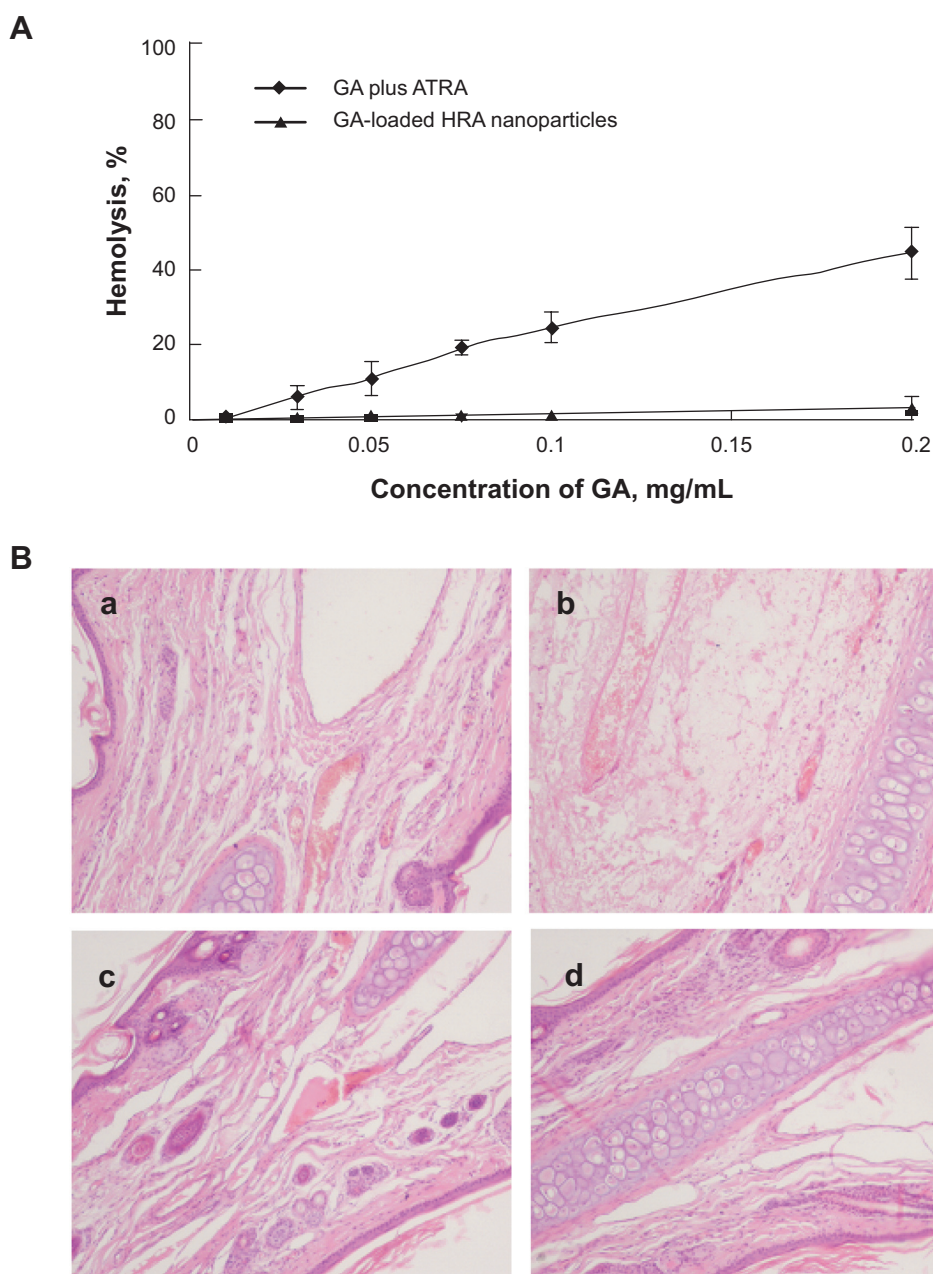 A
100
80
60
40
20
0
Hemolysis, %
GA plus ATRA
GA-loaded HRA nanoparticles
0
0.05
0.1
0.15
0.2
Concentration of GA, mg/mL
B
a
b
c
d